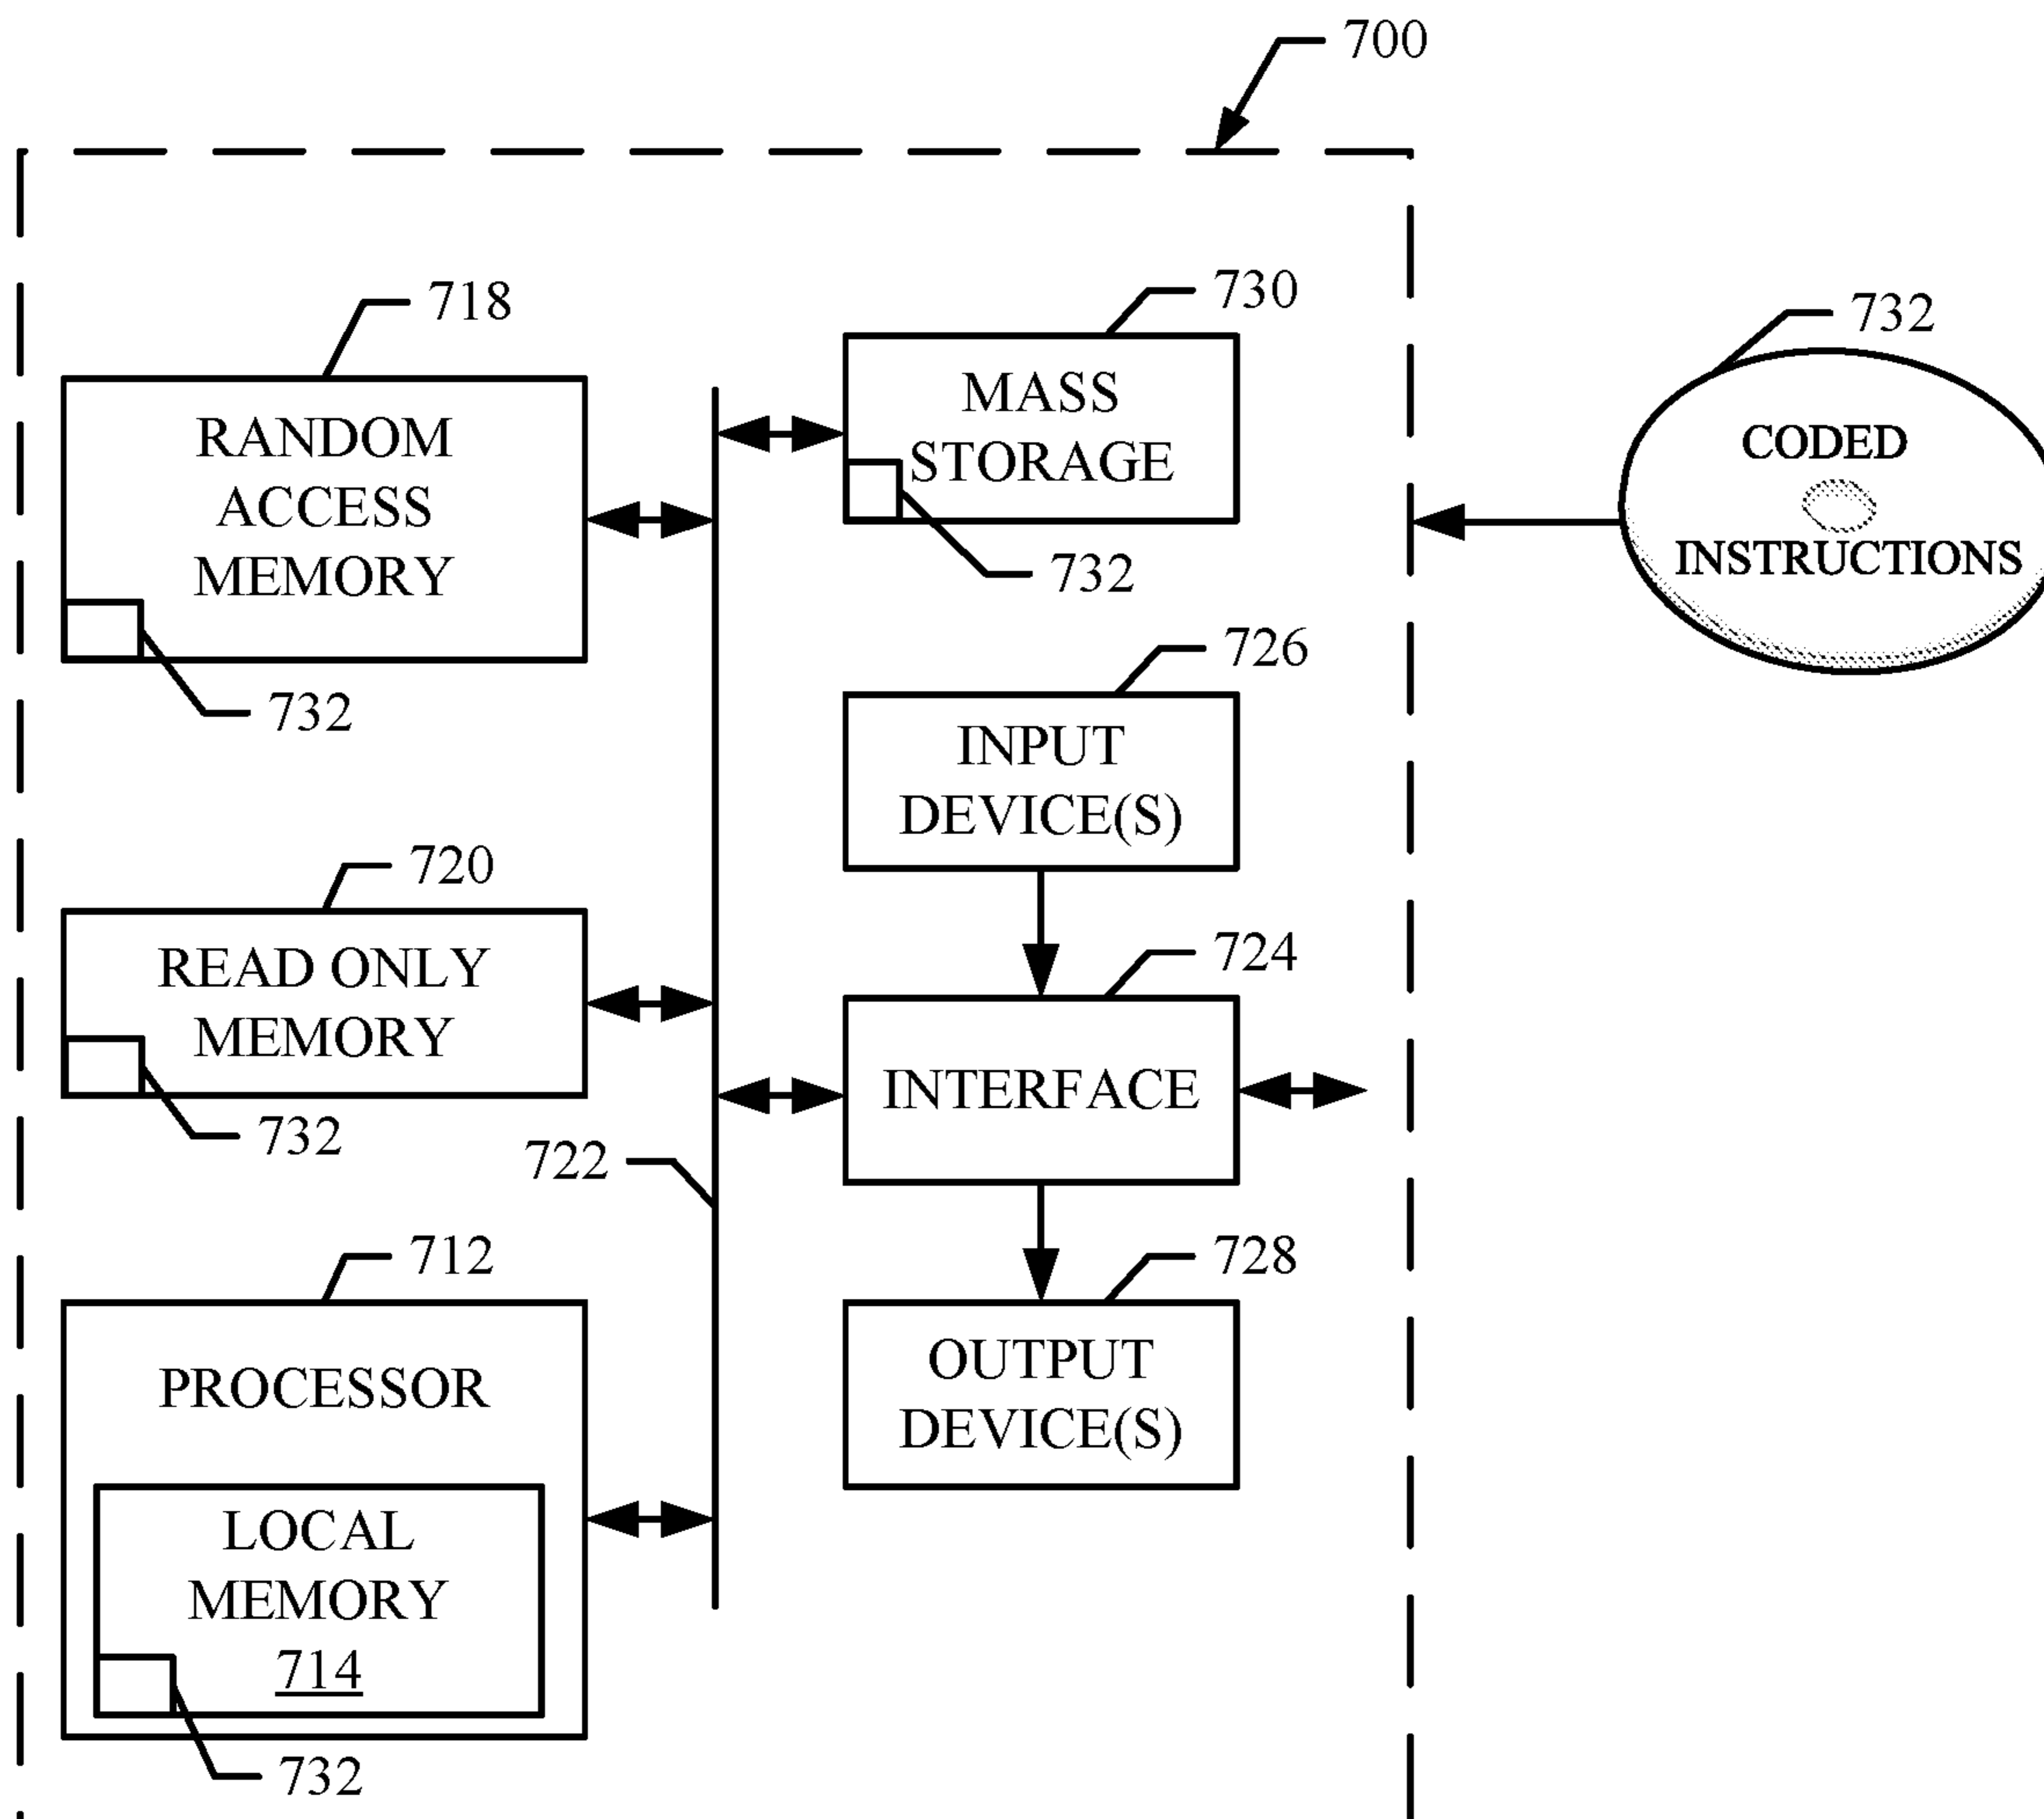 700
718
RANDOM
ACCESS
MEMORY
732
730
MASS
STORAGE
732
732
CODED
INSTRUCTIONS
726
INPUT
DEVICE(S)
720
READ ONLY
MEMORY
732
724
INTERFACE
722
712
PROCESSOR
LOCAL
MEMORY
714
732
728
OUTPUT
DEVICE(S)